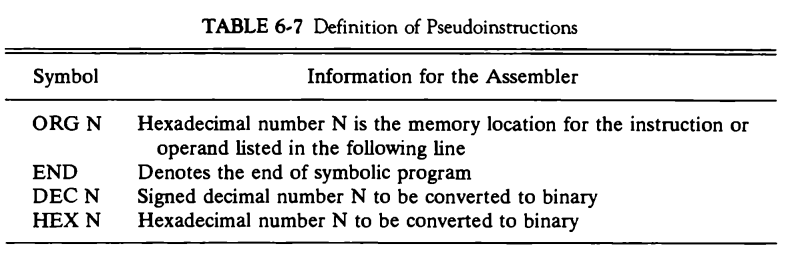 TABLE 6-7 Definition of Pseudoinstructions
Symbol Information for the Assembler
ORG N Hexadecimal number N is the memory location for the instruction or
operand listed in the following line
END Denotes the end of symbolic program
DEC N Signed decimal number N to be converted to binary
HEX N Hexadecimal number N to be converted to binary